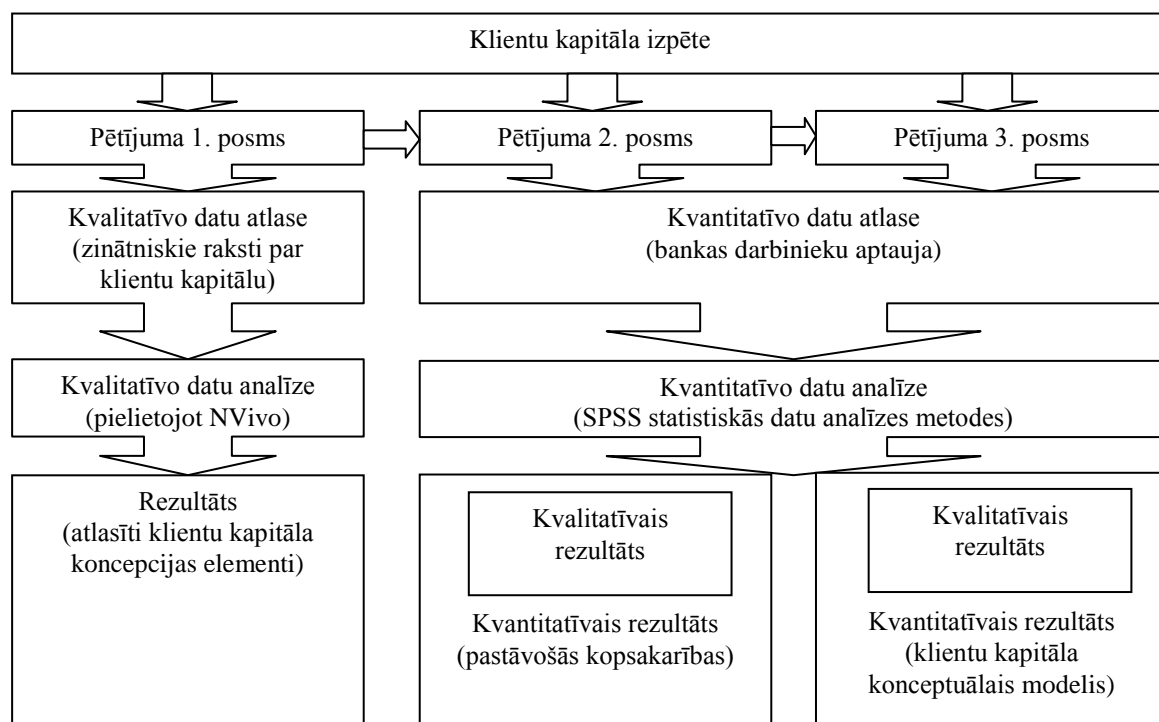 Klientu kapitāla izpēte
Pētījuma 1. posms
Pētījuma 2. posms
Pētījuma 3. posms
Kvalitatīvo datu atlase
(zinātniskie raksti par
klientu kapitālu)
Kvantitatīvo datu atlase
(bankas darbinieku aptauja)
Kvalitatīvo datu analīze
(pielietojot NVivo)
Kvantitatīvo datu analīze
(SPSS statistiskās datu analīzes metodes)
Rezultāts
(atlasīti klientu kapitāla
koncepcijas elementi)
Kvalitatīvais
rezultāts
Kvantitatīvais rezultāts
(pastāvošās kopsakarības)
Kvalitatīvais
rezultāts
Kvantitatīvais rezultāts
(klientu kapitāla
konceptuālais modelis)